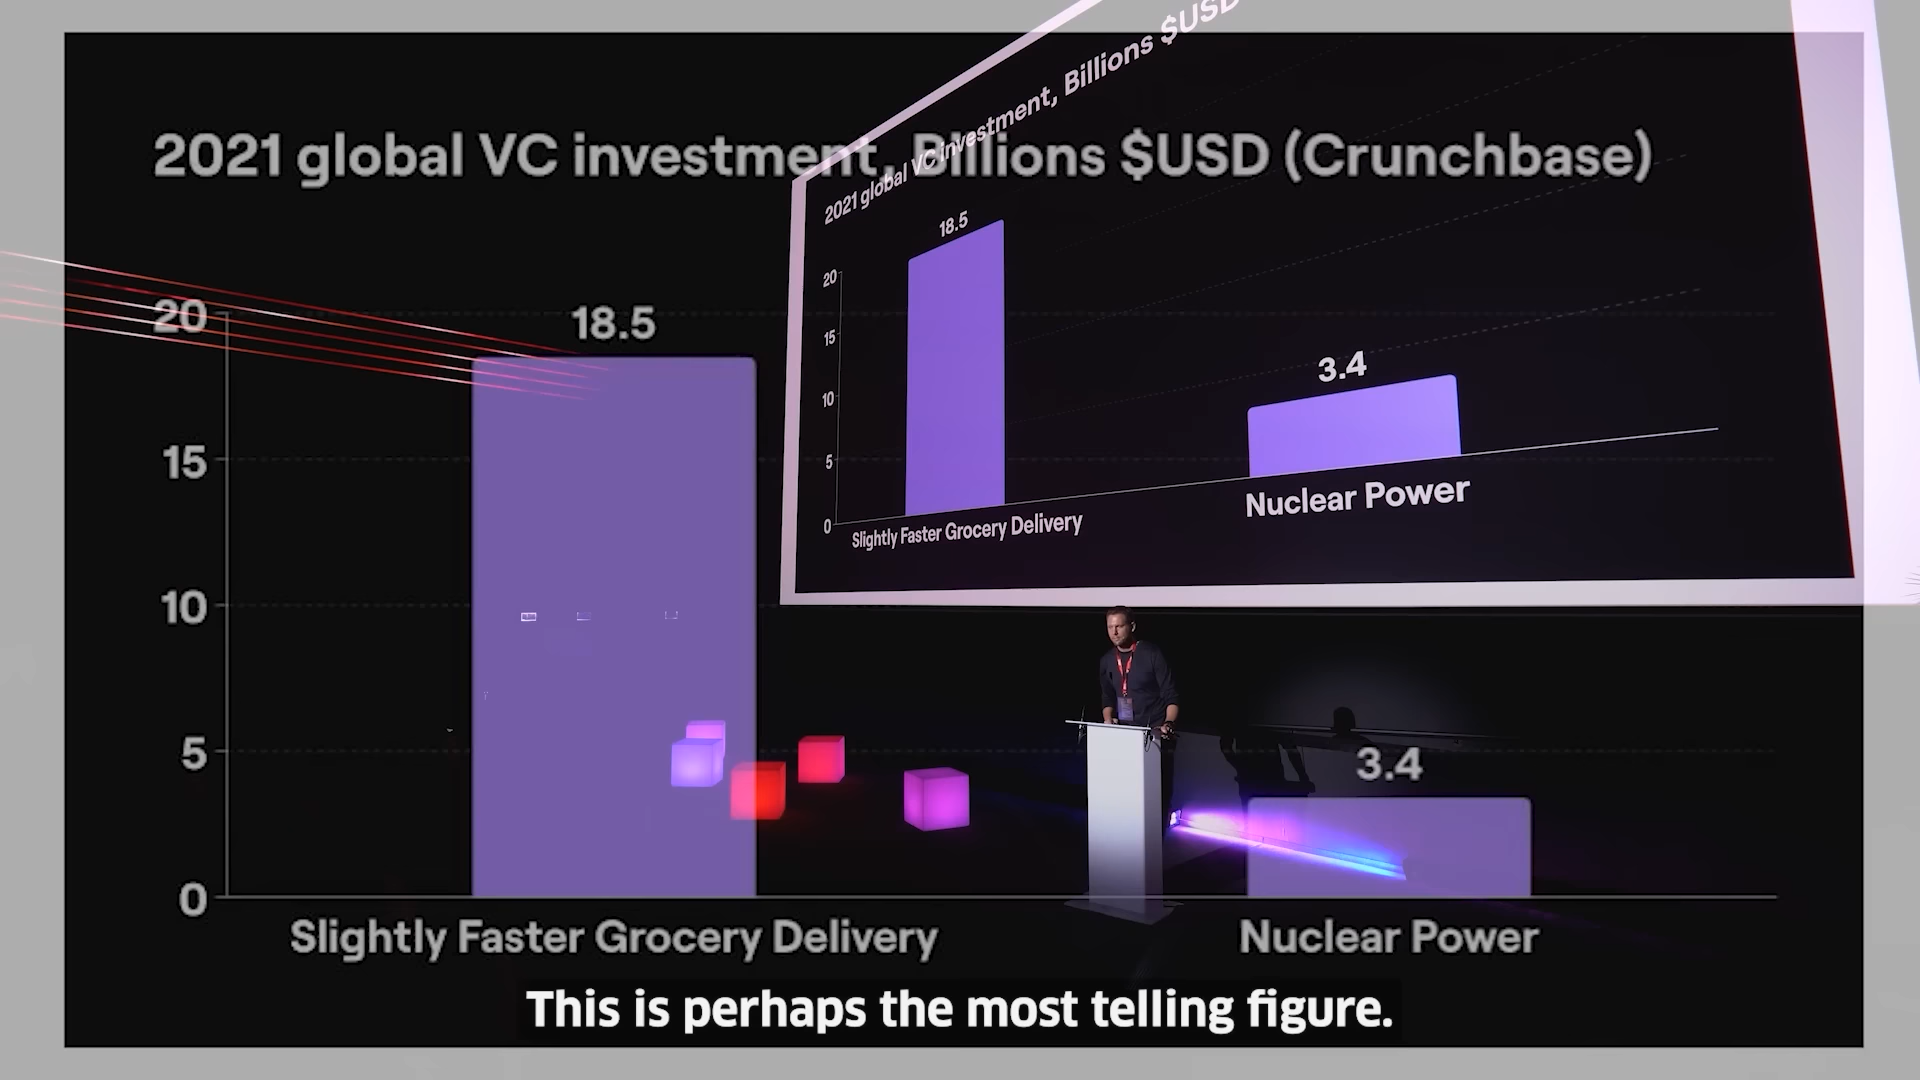 2021 global VC investment, Billions $USD (Crunchbase)
20
18.5
15
10
5
3.4
0
Slightly Faster Grocery Delivery
Nuclear Power
2021 global VC investment, Billions $USD
18.5
20
15
3.4
10
5
0
Slightly Faster Grocery Delivery
Nuclear Power
This is perhaps the most telling figure.